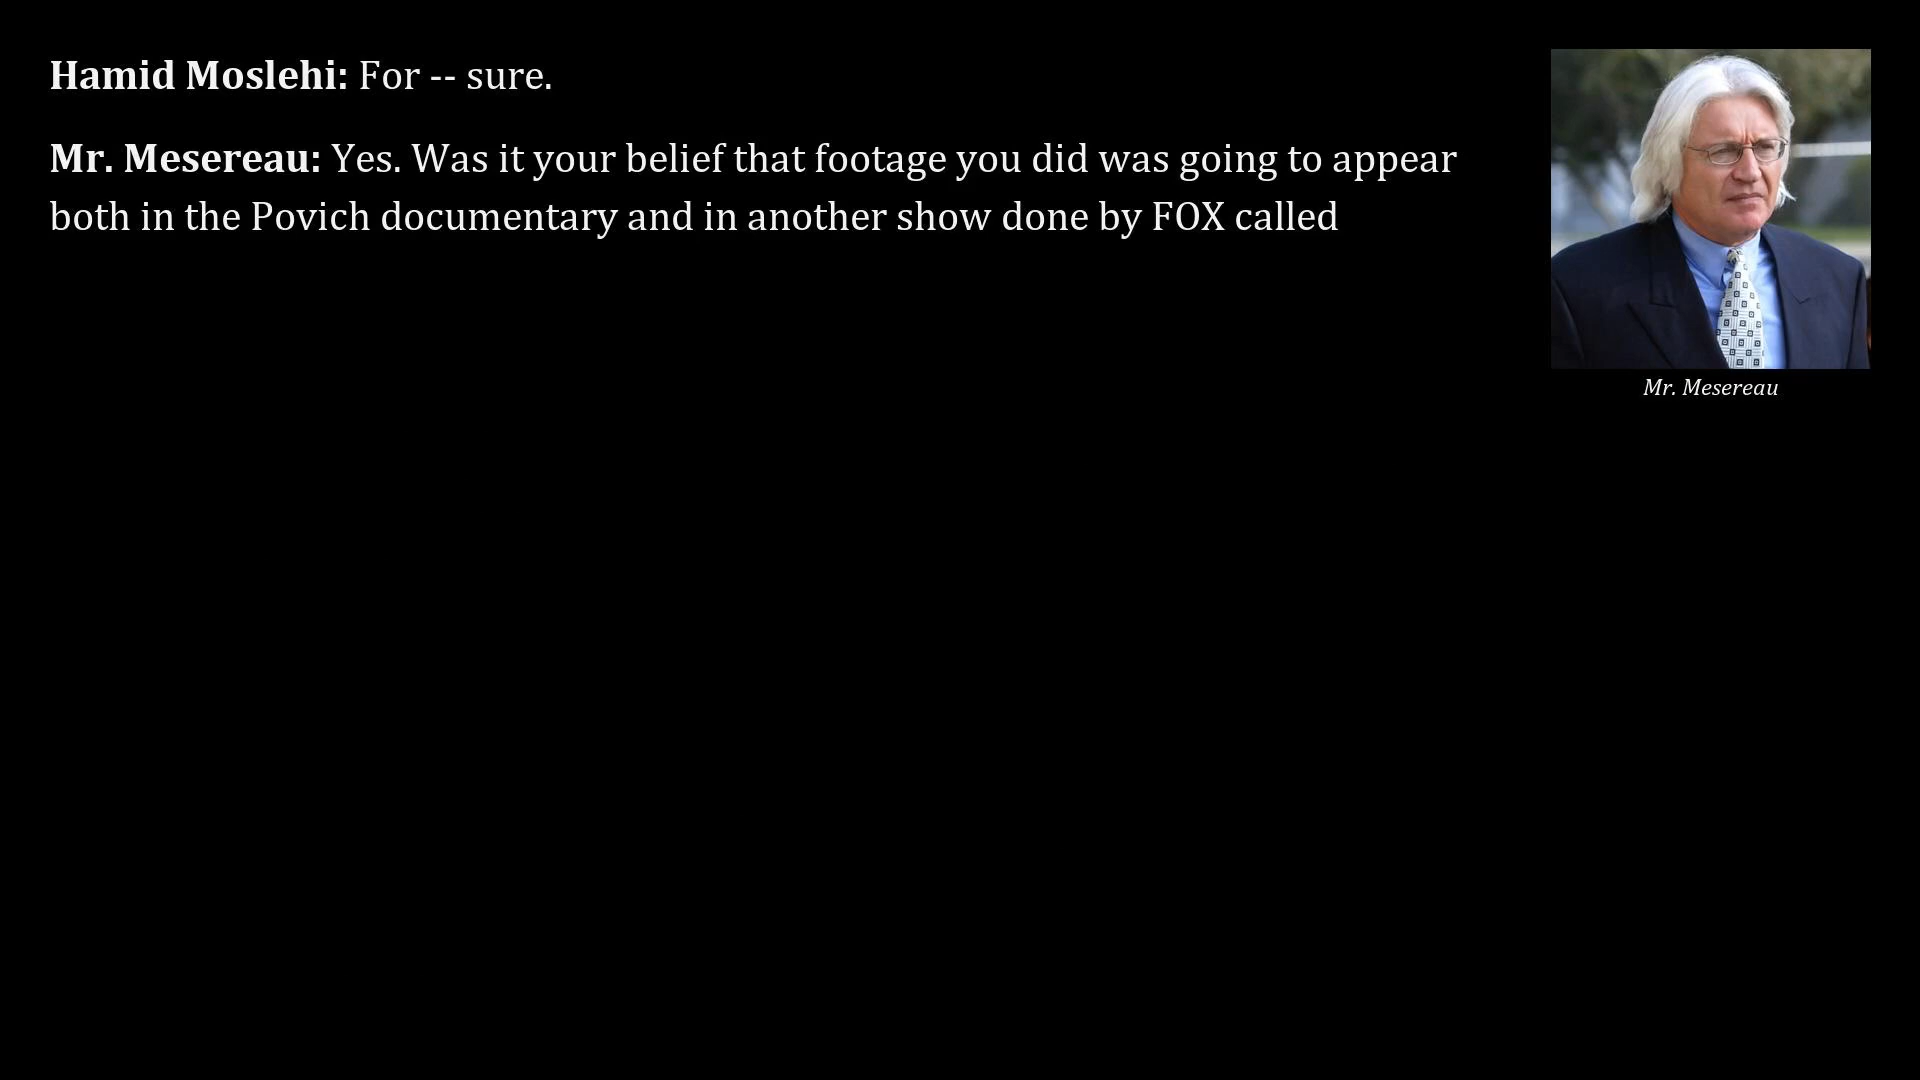 Hamid Moslehi: For -- sure.
Mr. Mesereau: Yes. Was it your belief that footage you did was going to appear
both in the Povich documentary and in another show done by FOX called
Mr. Mesereau